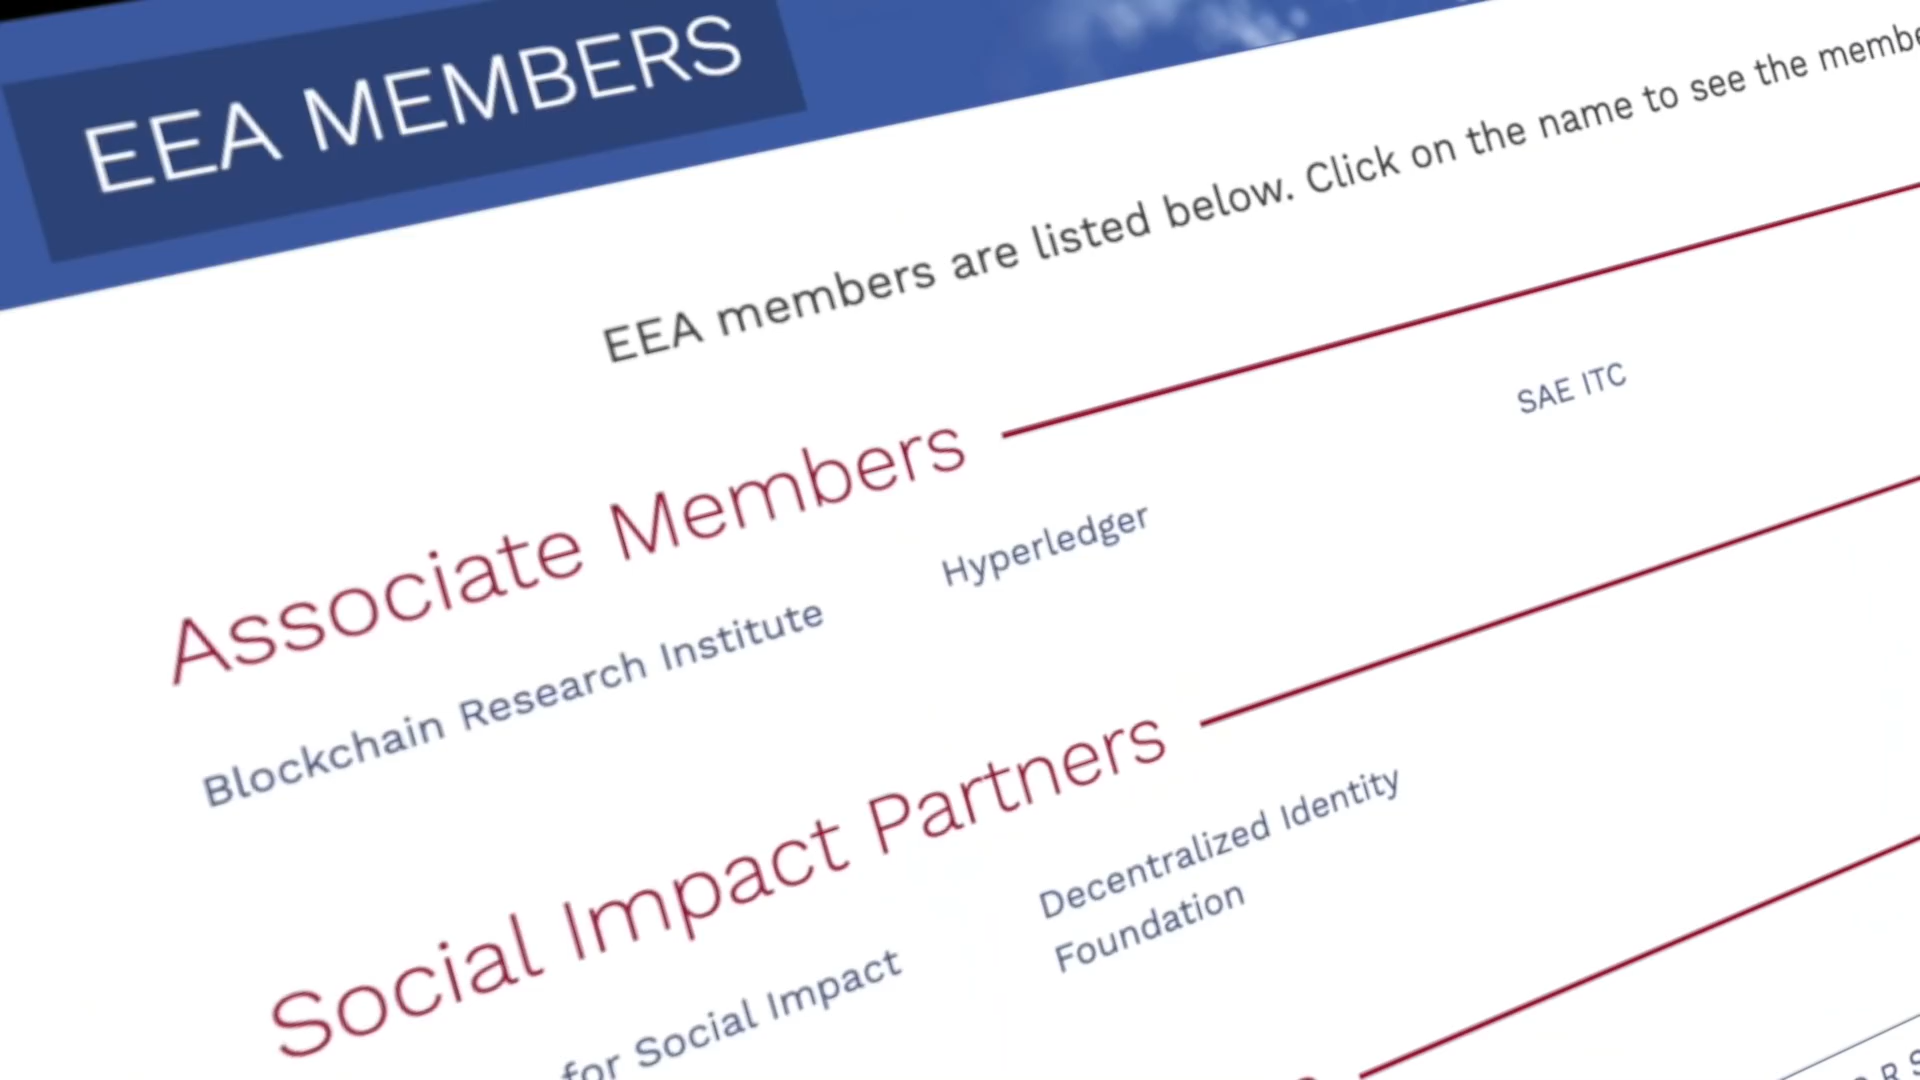 EEA MEMBERS
EEA members are listed below. Click on the name to see the
Associate Members
Blockchain Research Institute
Hyperledger
SAE ITC
Social Impact Partners
for Social Impact
Decentralized Identity
Foundation